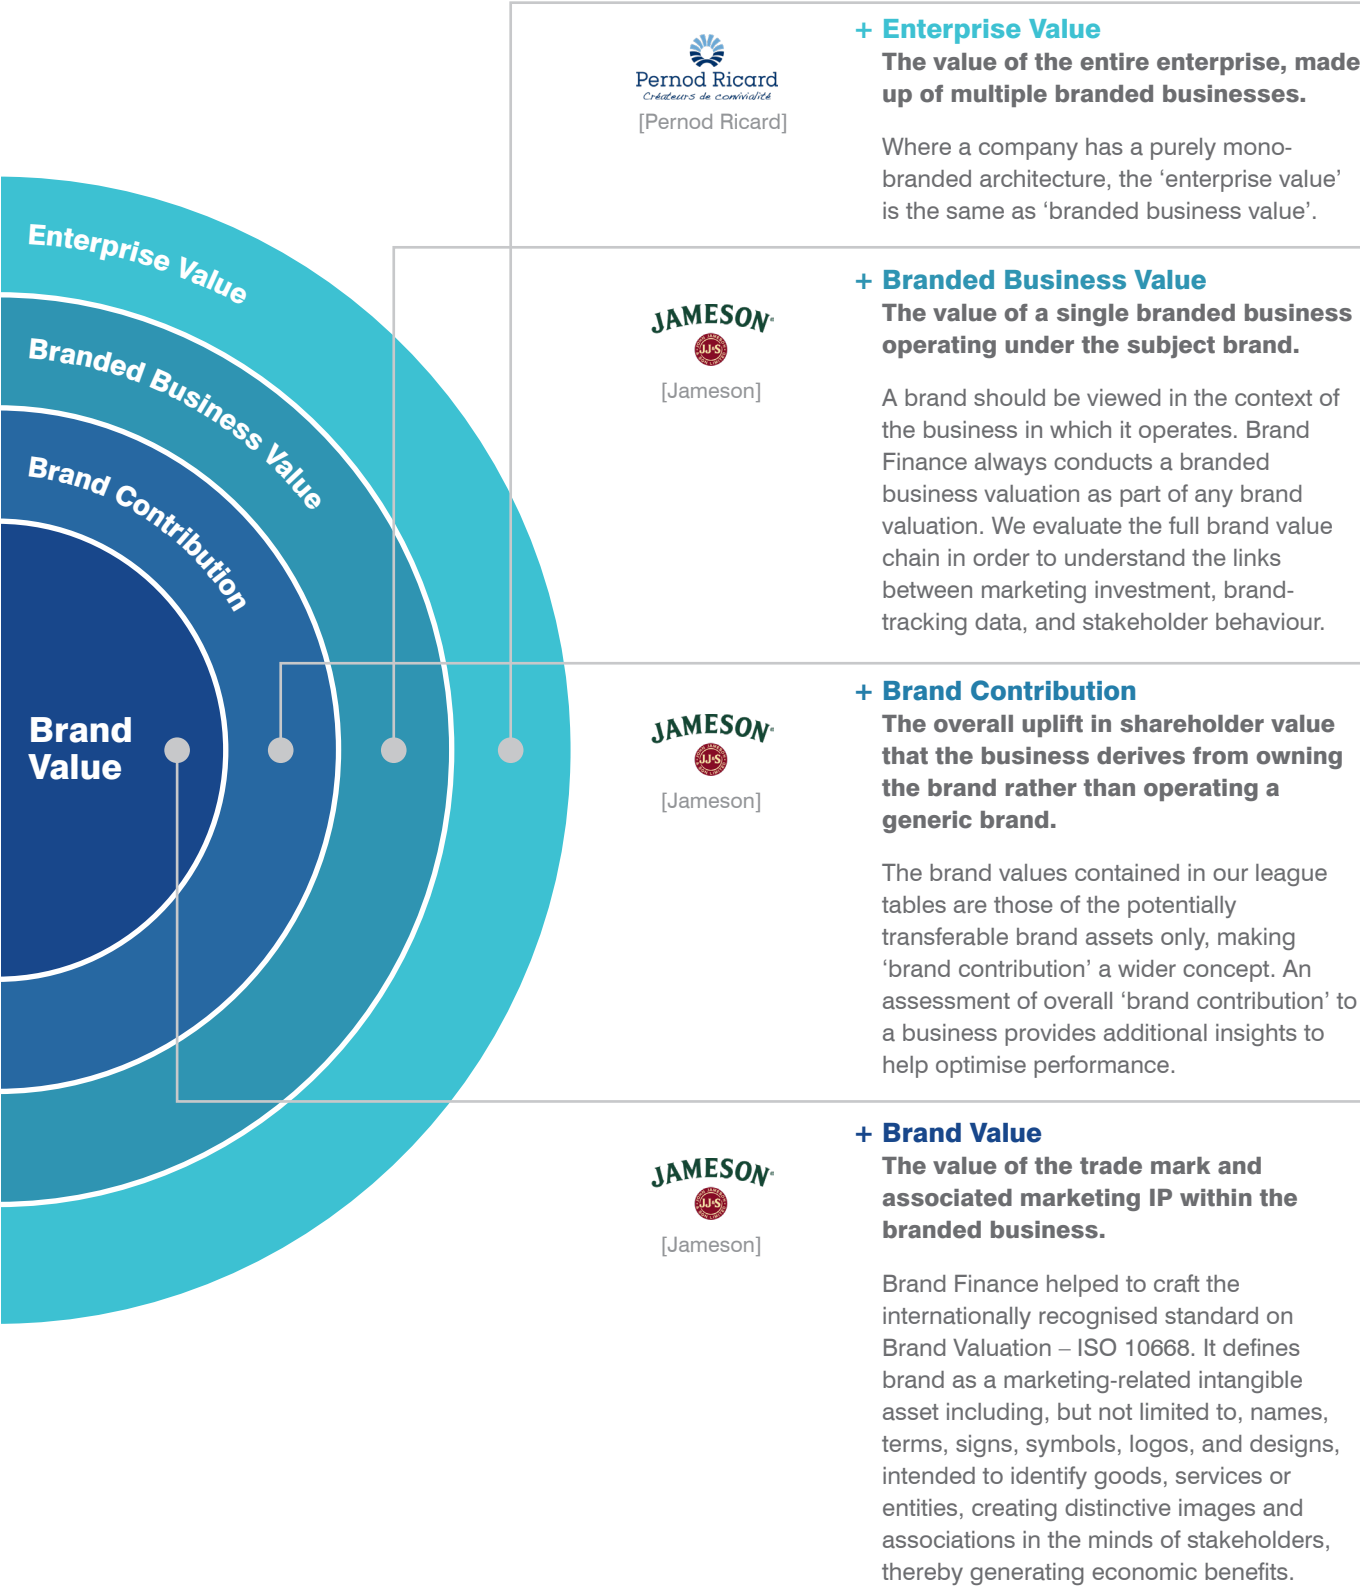 Enterprise Value
Branded Business Value
Brand Contribution
Brand
Value
Pernod Ricard
Créateurs de convivialité
[Pernod Ricard]
+ Enterprise Value
The value of the entire enterprise, made
up of multiple branded businesses.
Where a company has a purely mono-
branded architecture, the ‘enterprise value’
is the same as ‘branded business value’.
JAMESON
JJ&S
[Jameson]
+ Branded Business Value
The value of a single branded business
operating under the subject brand.
A brand should be viewed in the context of
the business in which it operates. Brand
Finance always conducts a branded
business valuation as part of any brand
valuation. We evaluate the full brand value
chain in order to understand the links
between marketing investment, brand-
tracking data, and stakeholder behaviour.
JAMESON
JJ&S
[Jameson]
+ Brand Contribution
The overall uplift in shareholder value
that the business derives from owning
the brand rather than operating a
generic brand.
The brand values contained in our league
tables are those of the potentially
transferable brand assets only, making
‘brand contribution’ a wider concept. An
assessment of overall ‘brand contribution’ to
a business provides additional insights to
help optimise performance.
JAMESON
JJ&S
[Jameson]
+ Brand Value
The value of the trade mark and
associated marketing IP within the
branded business.
Brand Finance helped to craft the
internationally recognised standard on
Brand Valuation – ISO 10668. It defines
brand as a marketing-related intangible
asset including, but not limited to, names,
terms, signs, symbols, logos, and designs,
intended to identify goods, services or
entities, creating distinctive images and
associations in the minds of stakeholders,
thereby generating economic benefits.